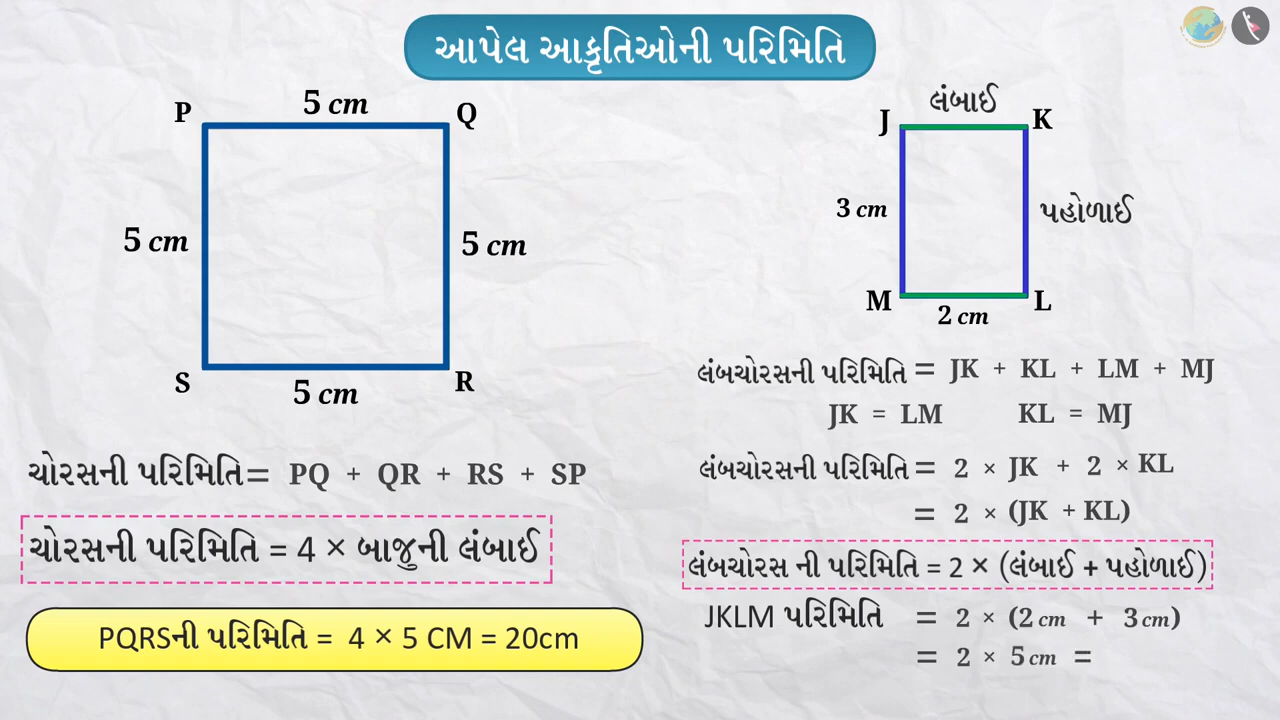 આપેલ આકૃતિઓની પરિમિતિ
P 5 cm Q
5 cm 5 cm
S 5 cm R
ચોરસની પરિમિતિ = PQ + QR + RS + SP
ચોરસની પરિમિતિ = 4 × બાજુની લંબાઈ
PQRSની પરિમિતિ = 4 × 5 CM = 20cm
લંબાઈ
J K
3 cm પહોળાઈ
M L
2 cm
લંબચોરસની પરિમિતિ = JK + KL + LM + MJ
JK = LM KL = MJ
લંબચોરસની પરિમિતિ = 2 × JK + 2 × KL
= 2 × (JK + KL)
લંબચોરસ ની પરિમિતિ = 2 × (લંબાઈ + પહોળાઈ)
JKLM પરિમિતિ = 2 × (2 cm + 3 cm)
= 2 × 5 cm =